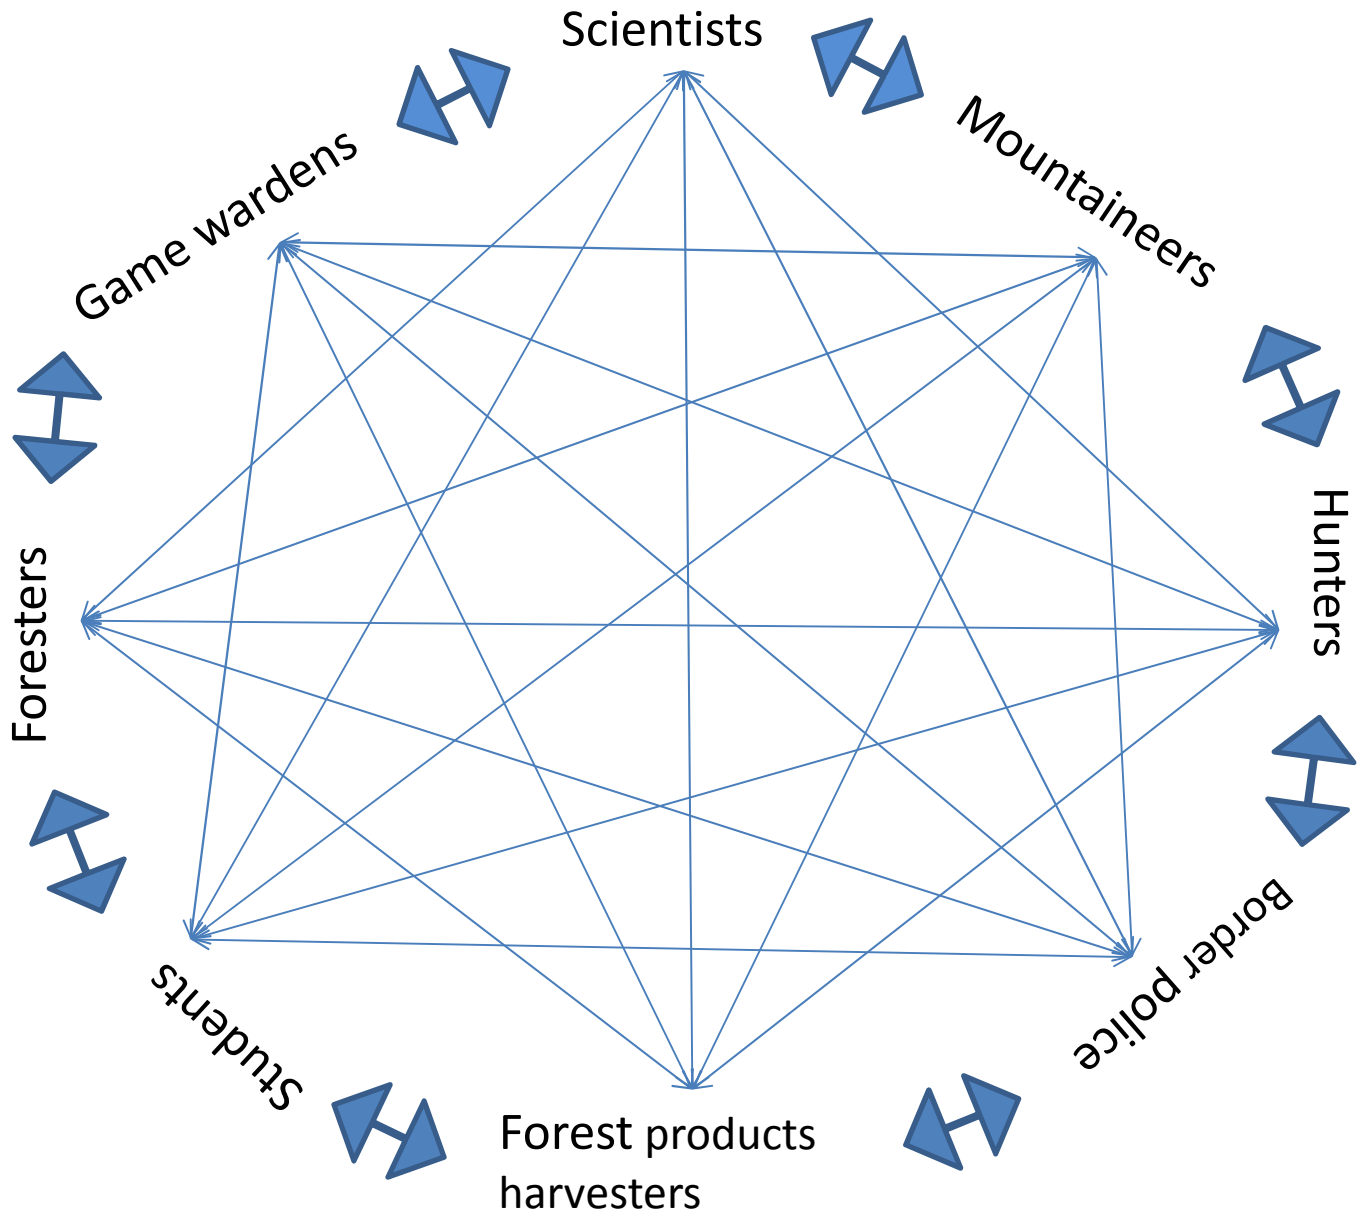 Scientists
Mountaineers
Game wardens
Hunters
Foresters
Border police
Students
Forest products
harvesters